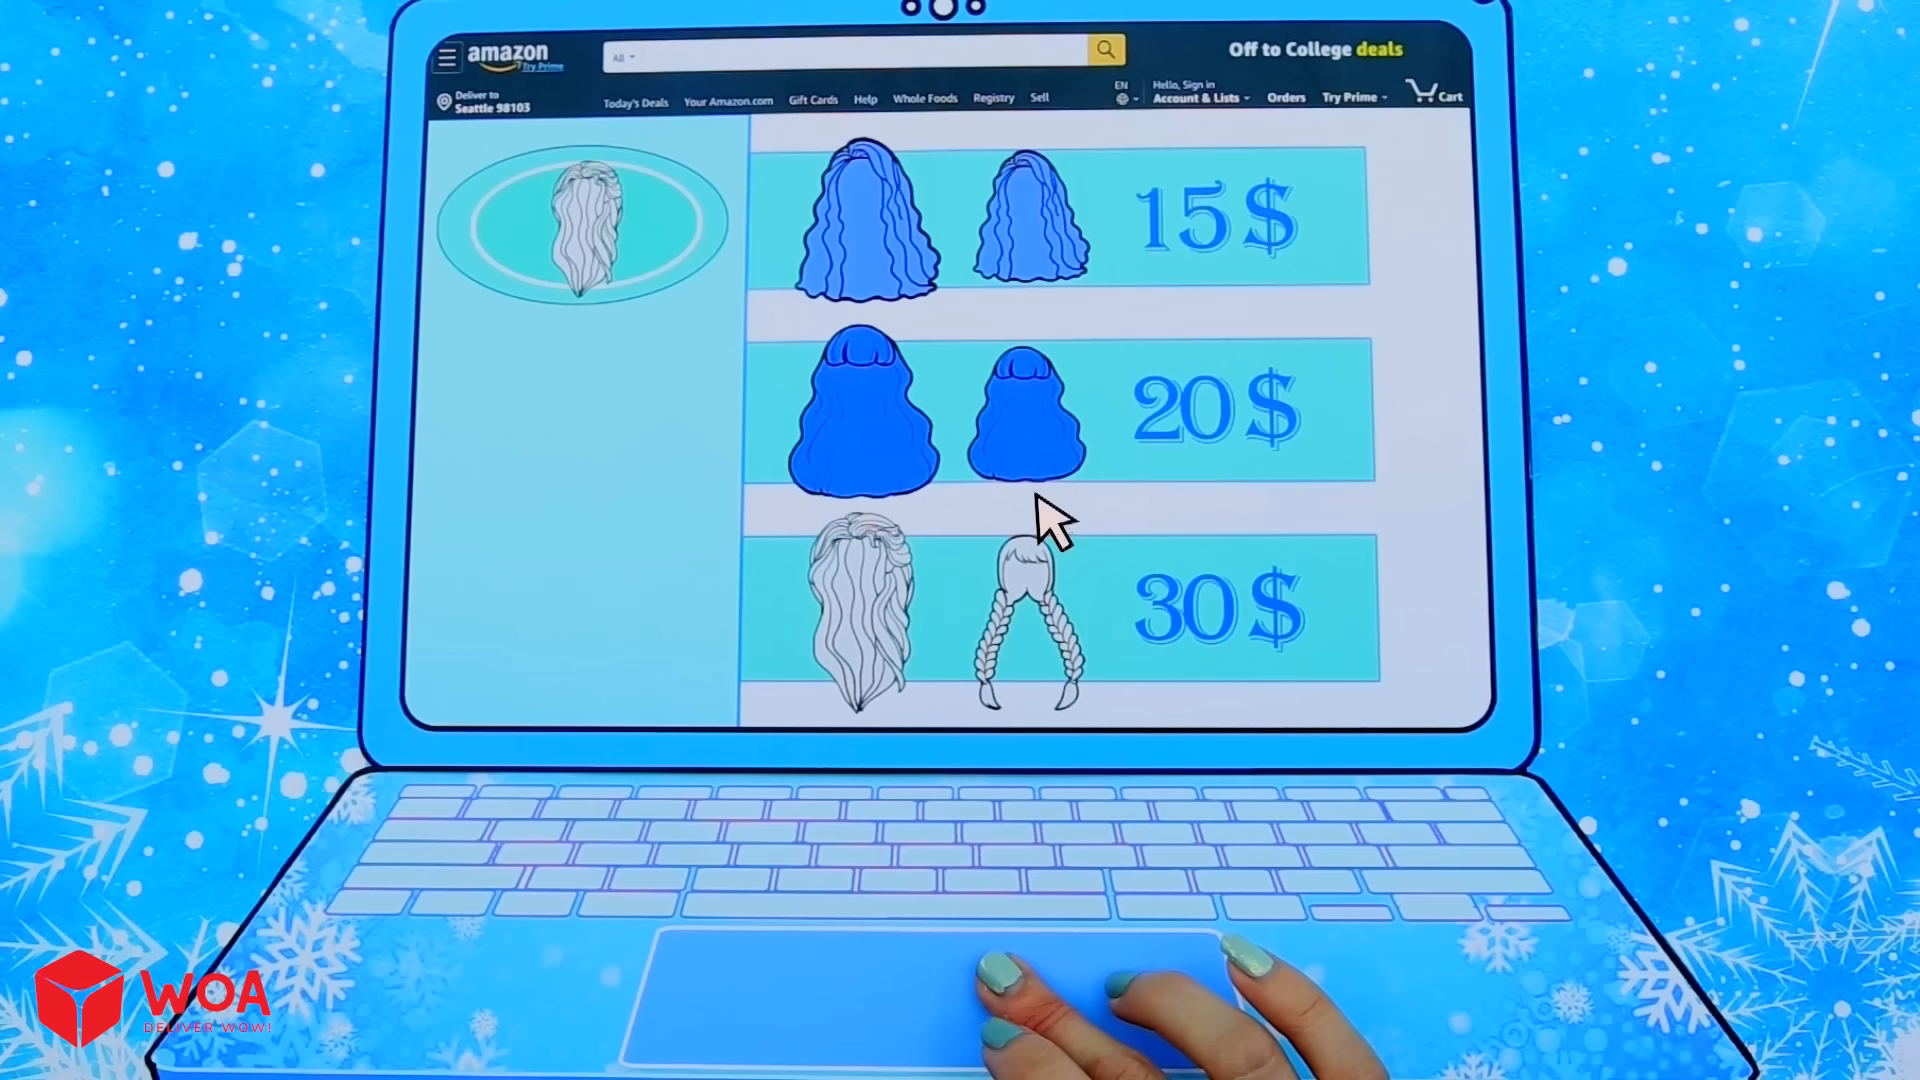 amazon
Try Prime
All
Off to College deals
Deliver to
Seattle 98103
Today's Deals Your Amazon.com Gift Cards Help Whole Foods Registry Sell
EN
Hello, Sign in
Account & Lists Orders Try Prime Cart
15$
20$
30$
WOA
DELIVER WOW!